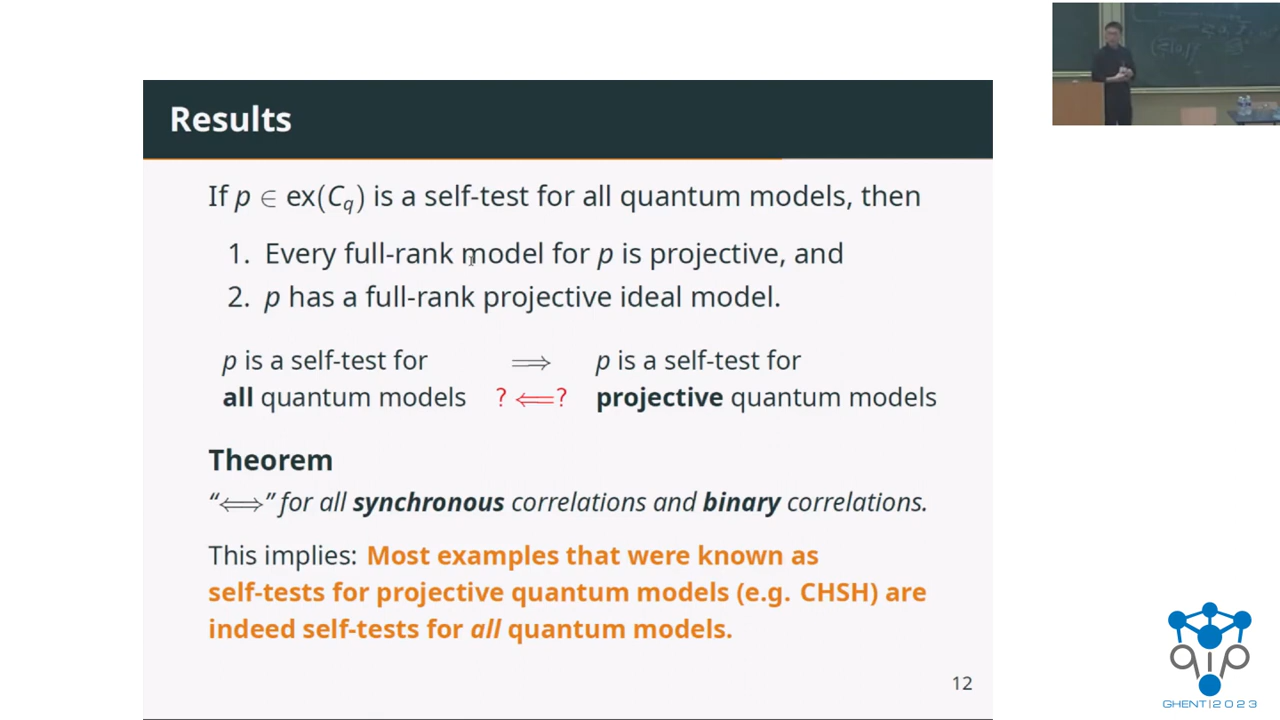 Results
If p ∈ ex(C_q) is a self-test for all quantum models, then
1. Every full-rank model for p is projective, and
2. p has a full-rank projective ideal model.
p is a self-test for ⟹ p is a self-test for
all quantum models ? ⟸ ? projective quantum models
Theorem
“⟺” for all synchronous correlations and binary correlations.
This implies: Most examples that were known as
self-tests for projective quantum models (e.g. CHSH) are
indeed self-tests for all quantum models.
12
qip
GHENT|2023